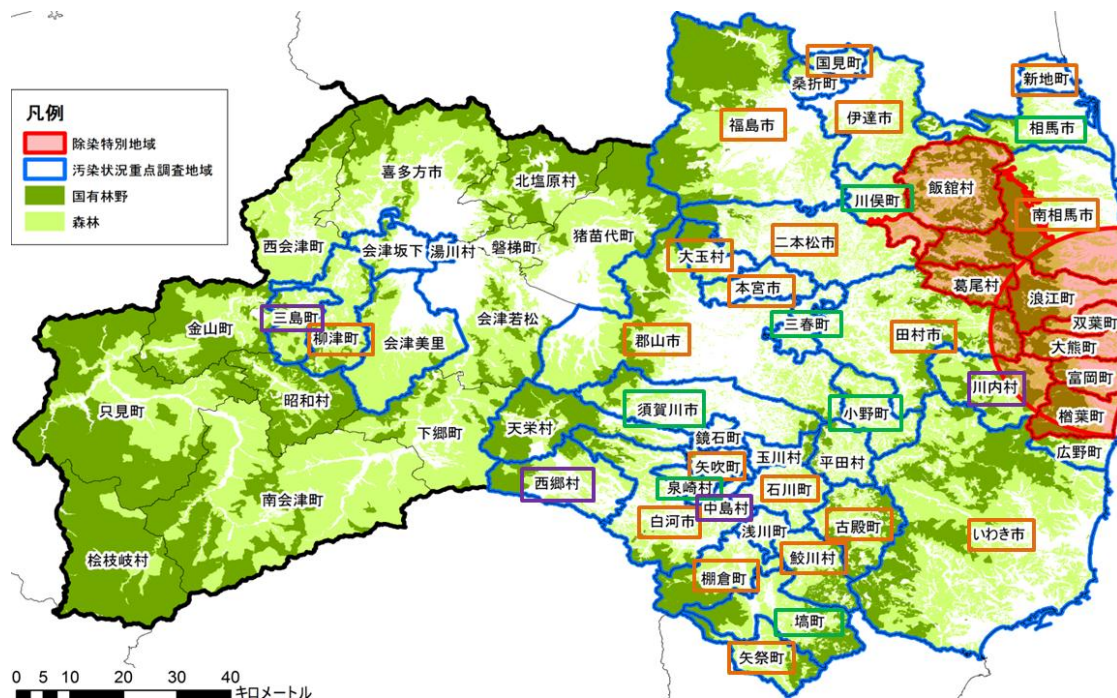 凡例
除染特別地域
汚染状況重点調査地域
国有林野
森林
国見町
桑折町
新地町
福島市
伊達市
相馬市
喜多方市
北塩原村
飯舘村
川俣町
南相馬市
西会津町
会津坂下
湯川村
磐梯町
猪苗代町
大玉村
二本松市
本宮市
葛尾村
浪江町
三島町
金山町
柳津町
会津美里
会津若松
郡山市
三春町
田村市
双葉町
大熊町
富岡町
川内村
楢葉町
只見町
昭和村
下郷町
天栄村
須賀川市
小野町
鏡石町
玉川村
平田村
広野町
矢吹町
西郷村
泉崎村
石川町
中島村
南会津町
白河市
浅川町
古殿町
いわき市
桧枝岐村
鮫川村
棚倉町
塙町
矢祭町
0 5 10 20 30 40
キロメートル